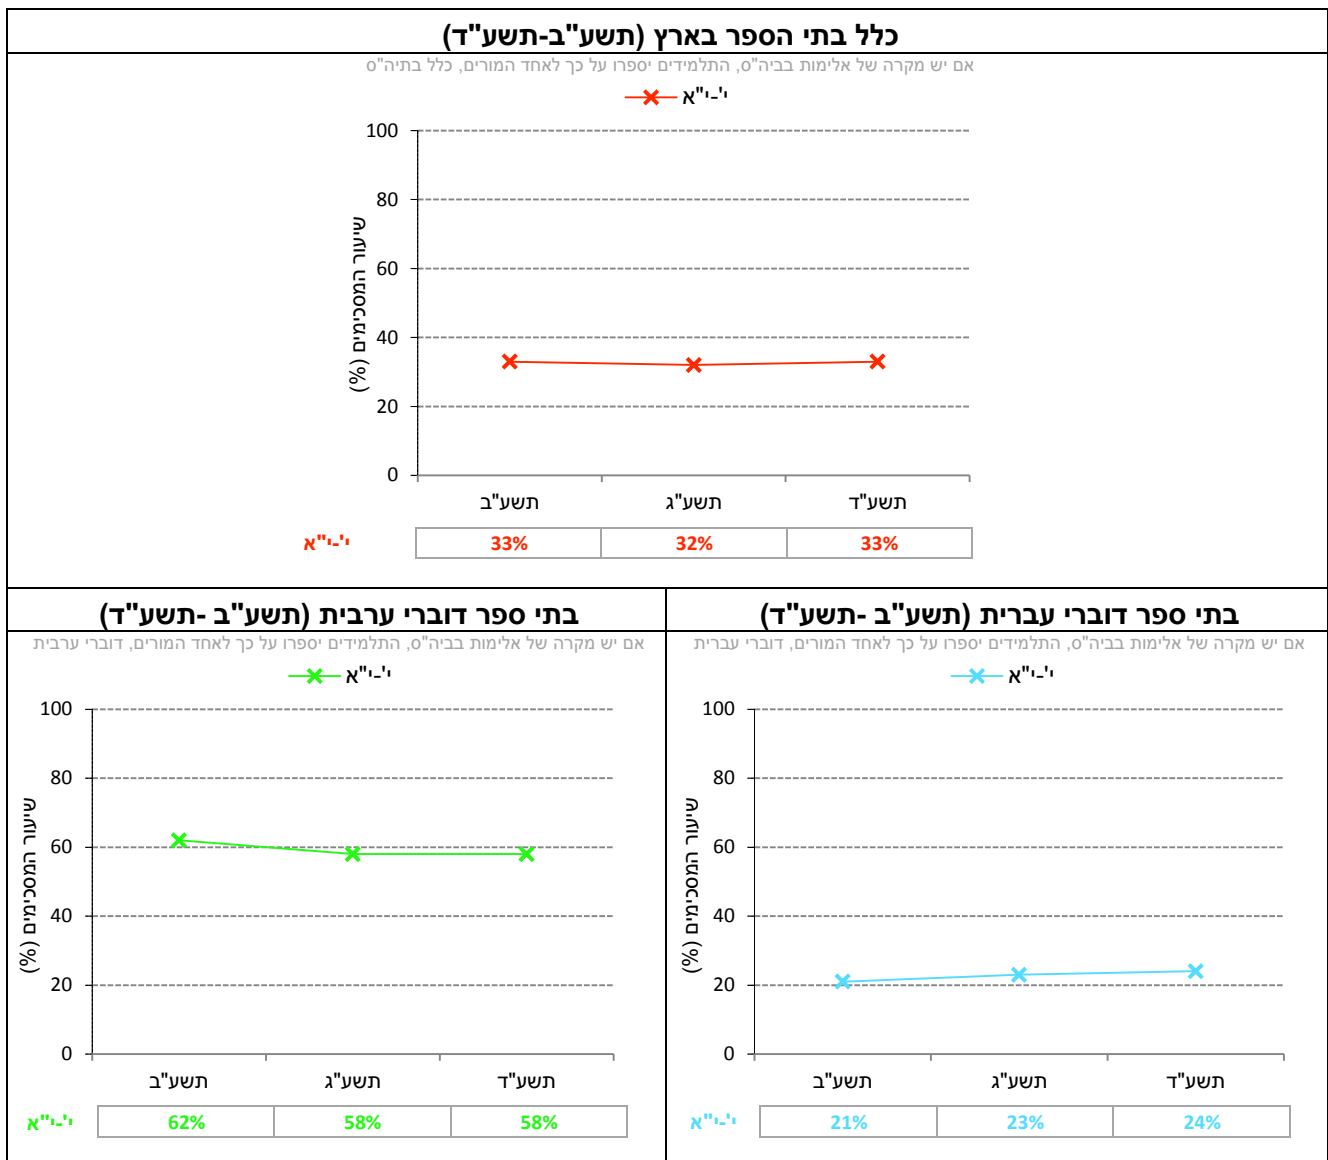 כלל בתי הספר בארץ (תשע"ב-תשע"ד)
אם יש מקרה של אלימות בביה"ס, התלמידים יספרו על כך לאחד המורים, כלל בתיה"ס
י'-י"א
שיעור המסכימים (%)
100
80
60
40
20
0
תשע"ב תשע"ג תשע"ד
י'-י"א 33% 32% 33%
בתי ספר דוברי עברית (תשע"ב -תשע"ד)
אם יש מקרה של אלימות בביה"ס, התלמידים יספרו על כך לאחד המורים, דוברי עברית
י'-י"א
שיעור המסכימים (%)
100
80
60
40
20
0
תשע"ב תשע"ג תשע"ד
י'-י"א 21% 23% 24%
בתי ספר דוברי ערבית (תשע"ב -תשע"ד)
אם יש מקרה של אלימות בביה"ס, התלמידים יספרו על כך לאחד המורים, דוברי ערבית
י'-י"א
שיעור המסכימים (%)
100
80
60
40
20
0
תשע"ב תשע"ג תשע"ד
י'-י"א 62% 58% 58%